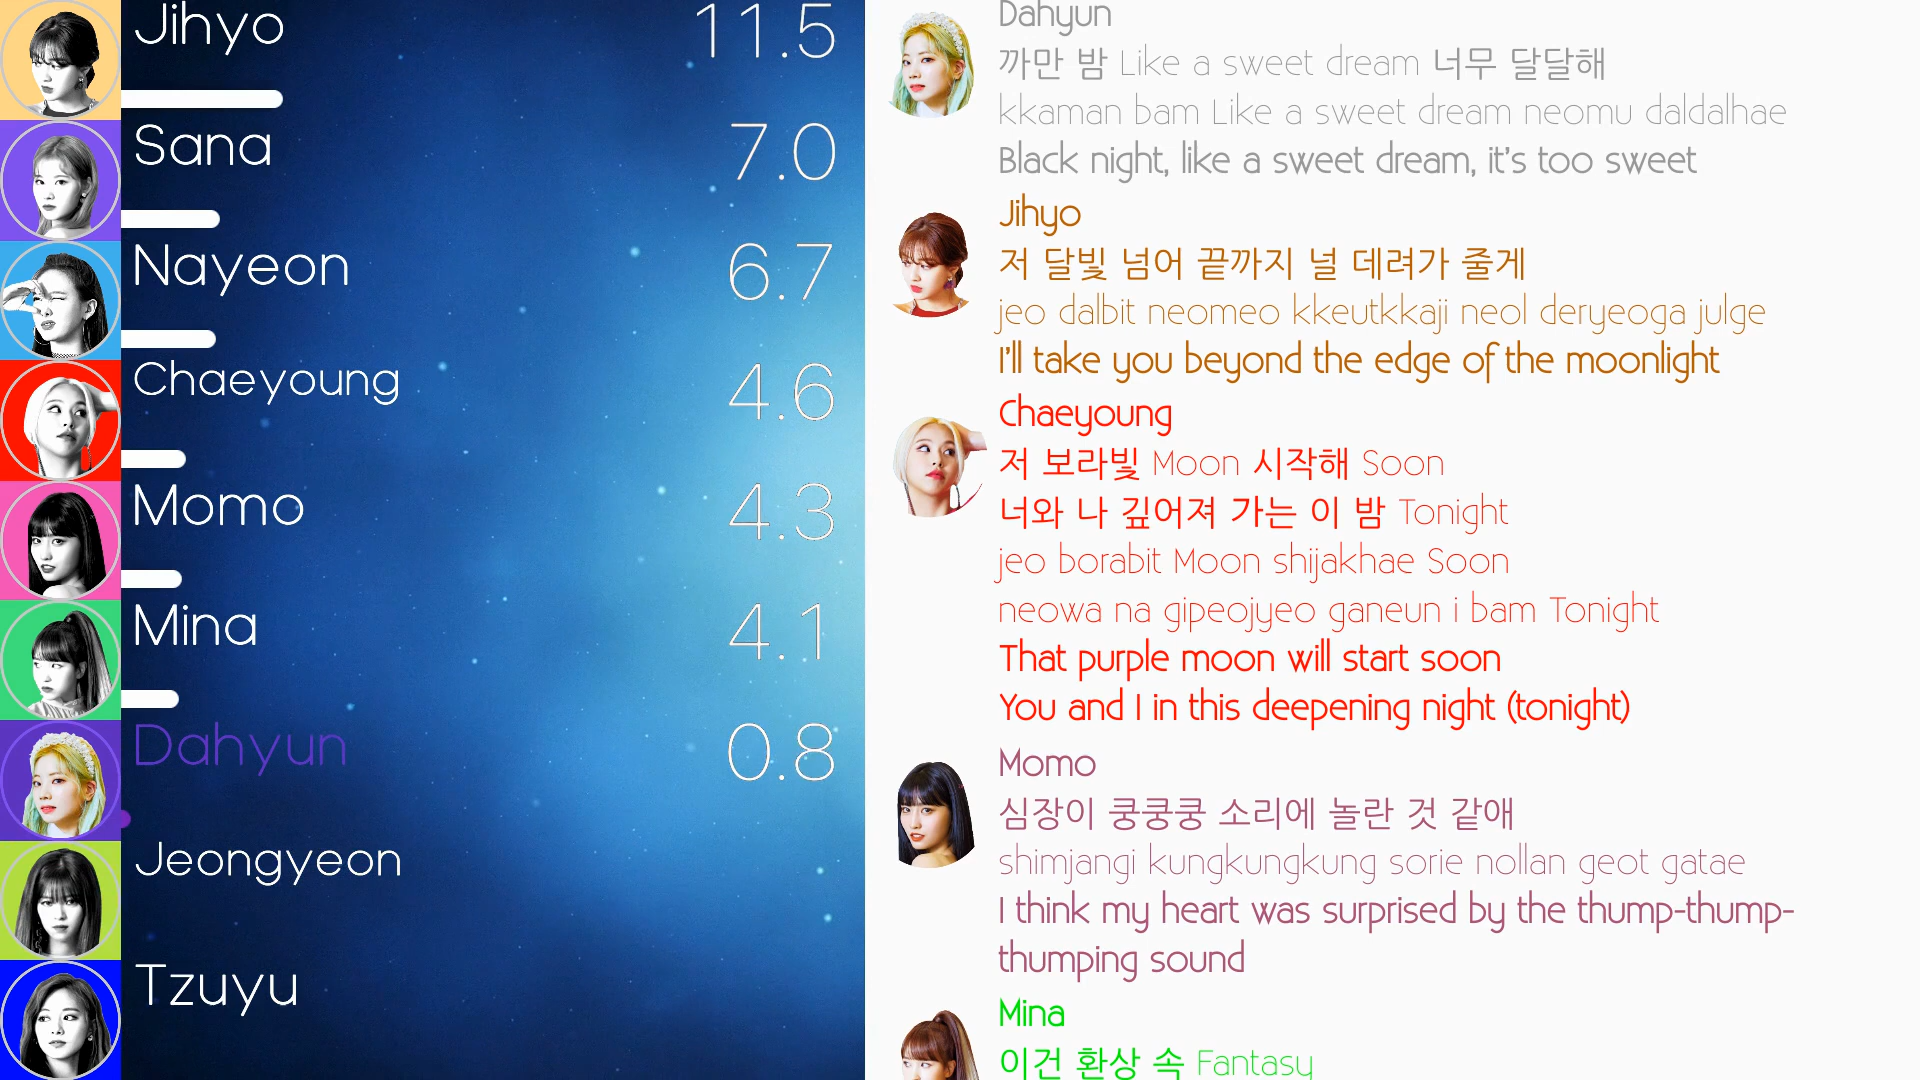 Jihyo
11.5
Sana
7.0
Nayeon
6.7
Chaeyoung
4.6
Momo
4.3
Mina
4.1
Dahyun
0.8
Jeongyeon
Tzuyu
Dahyun
까만 밤 Like a sweet dream 너무 달달해
kkaman bam Like a sweet dream neomu daldalhae
Black night, like a sweet dream, it's too sweet
Jihyo
저 달빛 넘어 끝까지 널 데려가 줄게
jeo dalbit neomeo kkeutkkaji neol deryeoga julge
I'll take you beyond the edge of the moonlight
Chaeyoung
저 보라빛 Moon 시작해 Soon
너와 나 깊어져 가는 이 밤 Tonight
jeo borabit Moon shijakhae Soon
neowa na gipeojyeo ganeun i bam Tonight
That purple moon will start soon
You and I in this deepening night (tonight)
Momo
심장이 쿵쿵쿵 소리에 놀란 것 같애
shimjangi kungkungkung sorie nollan geot gatae
I think my heart was surprised by the thump-thump-
thumping sound
Mina
이건 환상 속 Fantasy